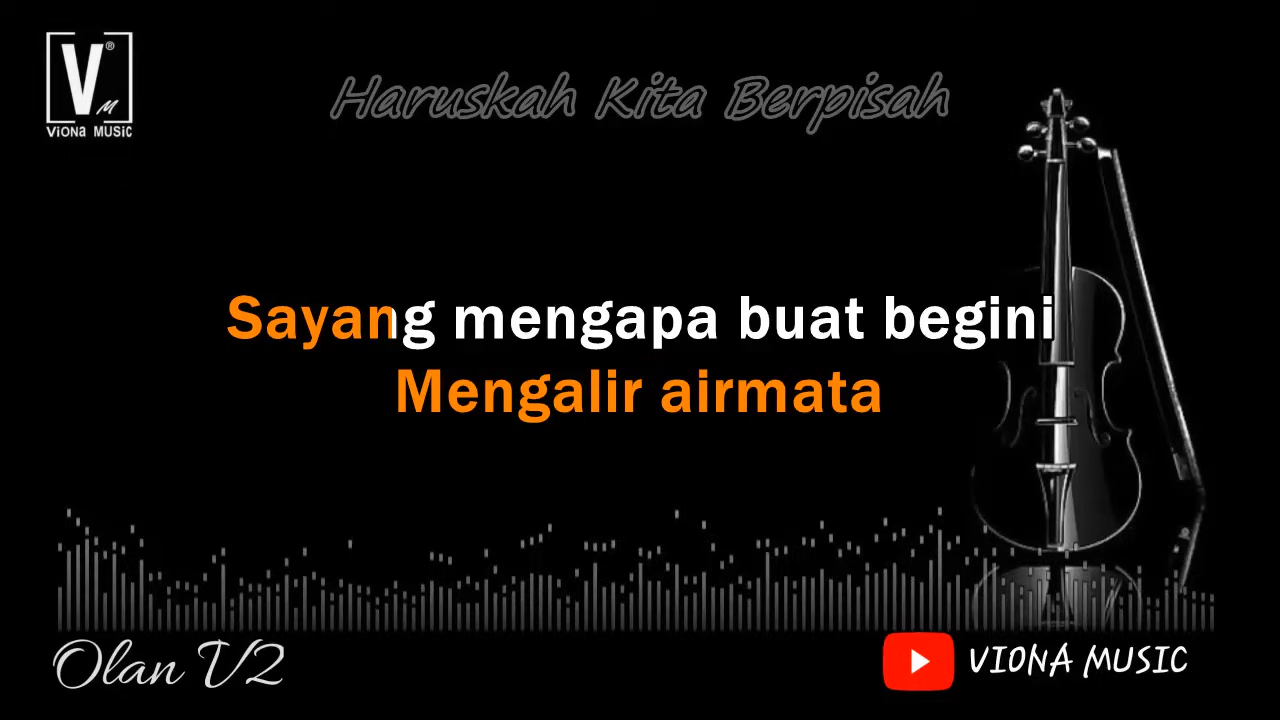 V® M
VIONA MUSIC
Haruskah Kita Berpisah
Sayang mengapa buat begini
Mengalir airmata
Olan V2
VIONA MUSIC